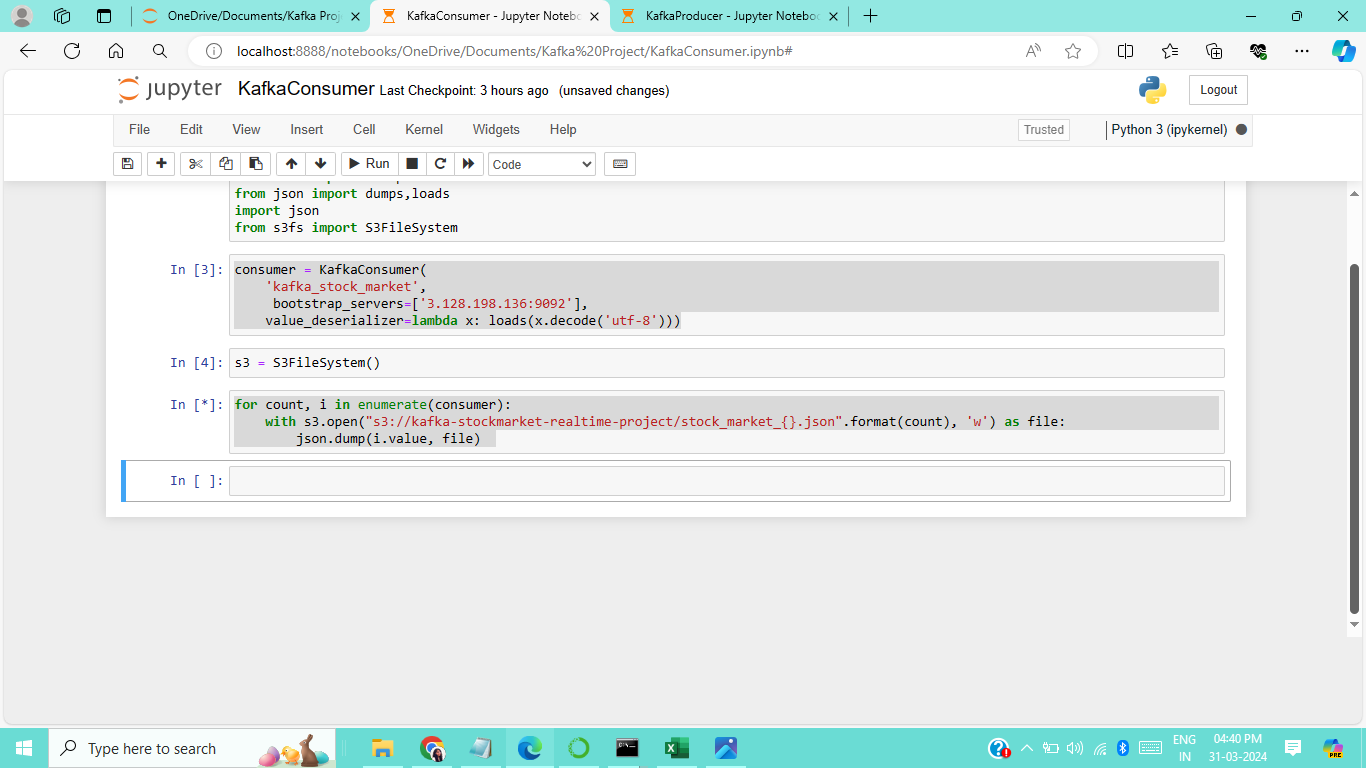 OneDrive/Documents/Kafka Proj
KafkaConsumer - Jupyter Notebo
KafkaProducer - Jupyter Noteboo
localhost:8888/notebooks/OneDrive/Documents/Kafka%20Project/KafkaConsumer.ipynb#
jupyter KafkaConsumer Last Checkpoint: 3 hours ago (unsaved changes)
Logout
File Edit View Insert Cell Kernel Widgets Help
Trusted
Python 3 (ipykernel)
Run
Code
from json import dumps,loads
import json
from s3fs import S3FileSystem
In [3]: consumer = KafkaConsumer(
'kafka_stock_market',
bootstrap_servers=['3.128.198.136:9092'],
value_deserializer=lambda x: loads(x.decode('utf-8')))
In [4]: s3 = S3FileSystem()
In [*]: for count, i in enumerate(consumer):
with s3.open("s3://kafka-stockmarket-realtime-project/stock_market_{}.json".format(count), 'w') as file:
json.dump(i.value, file)
In [ ]:
Type here to search
ENG
IN
04:40 PM
31-03-2024
PRE